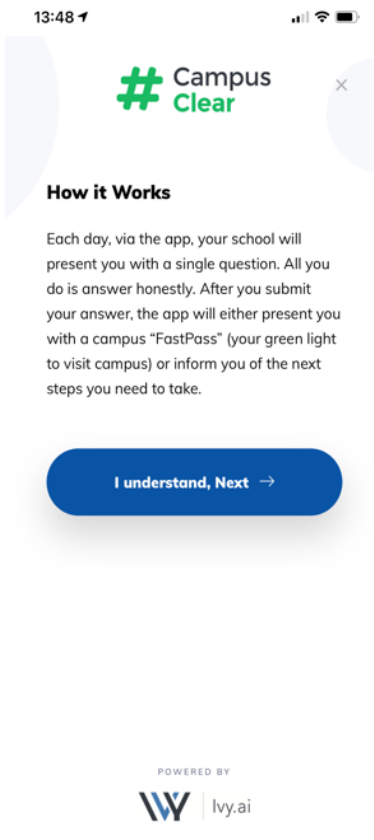 13:48
# Campus
Clear
×
How it Works
Each day, via the app, your school will
present you with a single question. All you
do is answer honestly. After you submit
your answer, the app will either present you
with a campus “FastPass” (your green light
to visit campus) or inform you of the next
steps you need to take.
I understand, Next →
POWERED BY
IVY | Ivy.ai